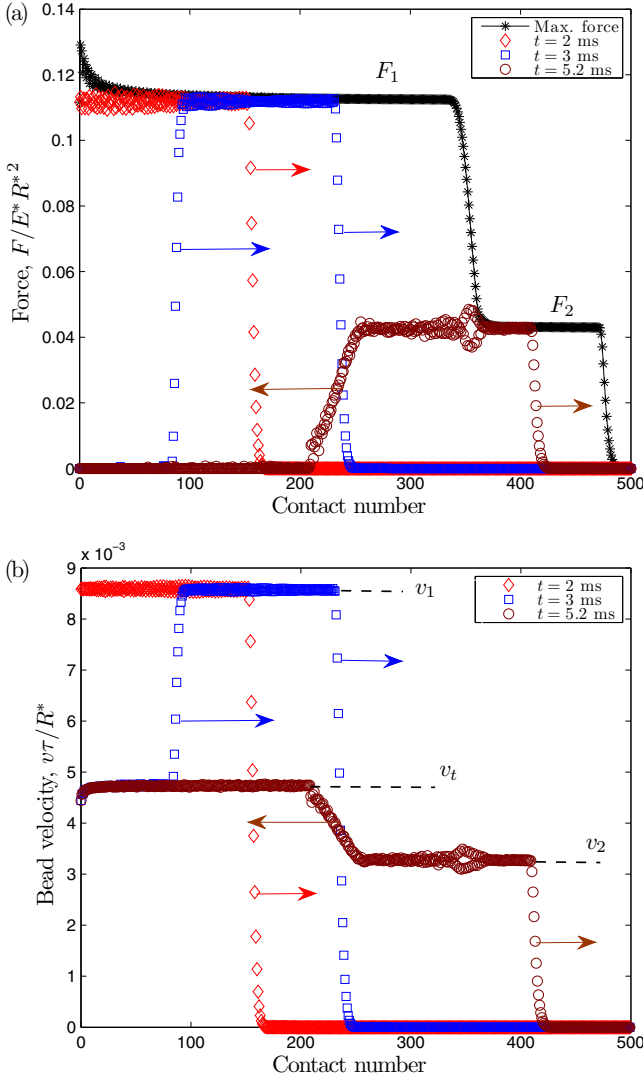 (a)
0.14
0.12
0.1
0.08
0.06
0.04
0.02
0
Force, F/E*R*²
Max. force
t = 2 ms
t = 3 ms
t = 5.2 ms
F₁
F₂
0 100 200 300 400 500
Contact number
(b)
x 10⁻³
9
8
7
6
5
4
3
2
1
0
Bead velocity, vτ/R*
t = 2 ms
t = 3 ms
t = 5.2 ms
v₁
vₜ
v₂
0 100 200 300 400 500
Contact number